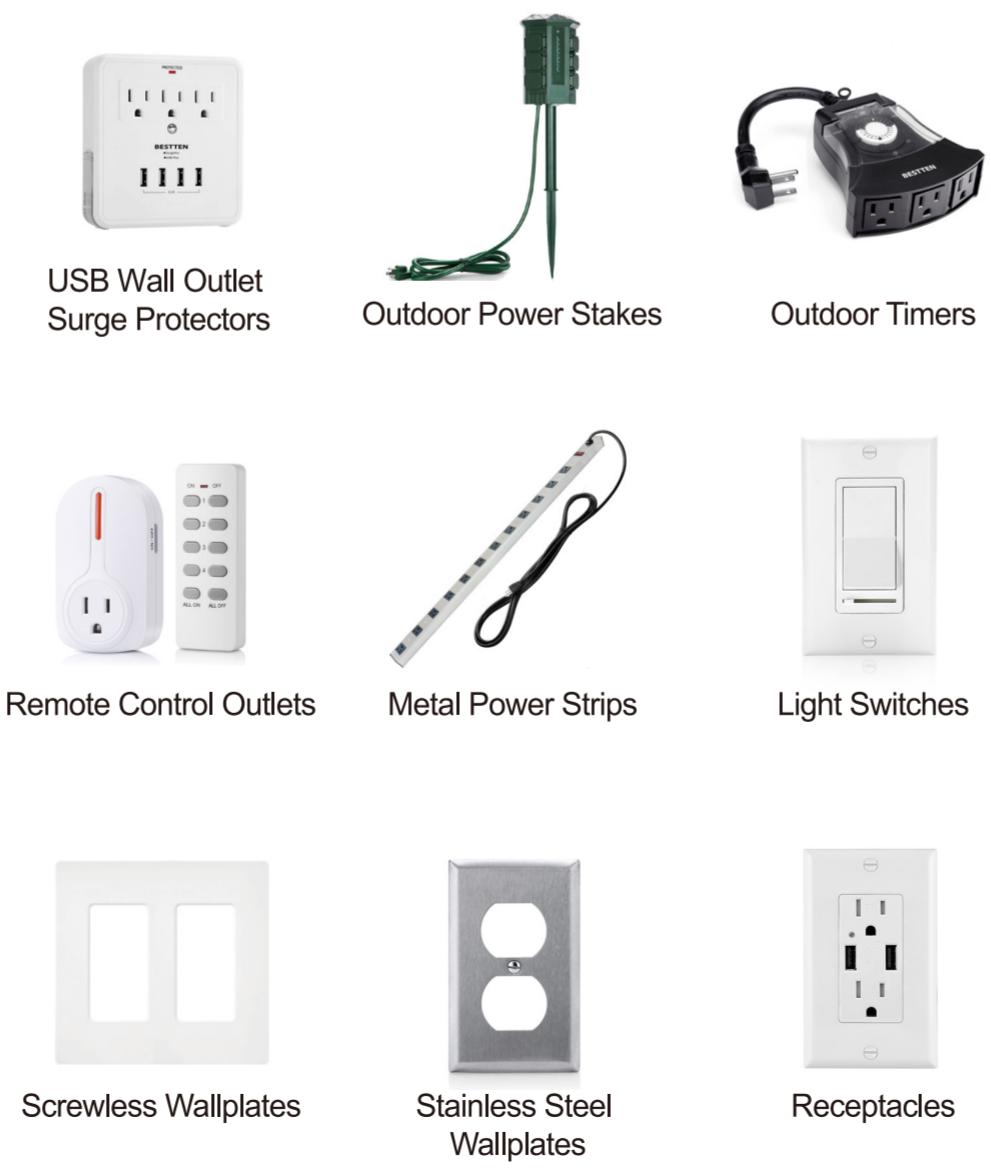 PROTECTED
BESTTEN
USB Wall Outlet
Surge Protectors
Outdoor Power Stakes
BESTTEN
Outdoor Timers
ON OFF
1
2
3
4
ALL ON ALL OFF
Remote Control Outlets
Metal Power Strips
Light Switches
Screwless Wallplates
Stainless Steel
Wallplates
Receptacles